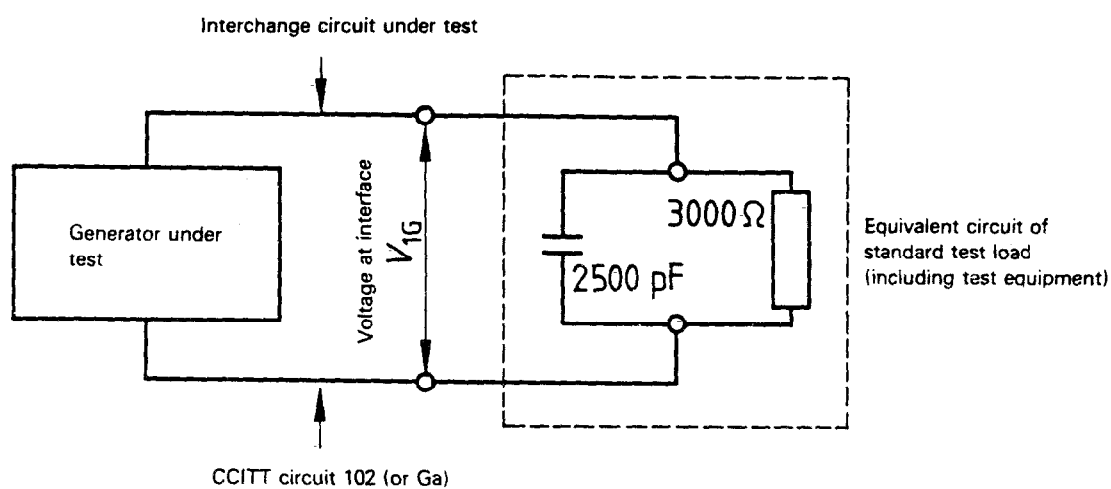 Interchange circuit under test
Generator under
test
Voltage at interface
V1G
3000 Ω
2500 pF
Equivalent circuit of
standard test load
(including test equipment)
CCITT circuit 102 (or Ga)